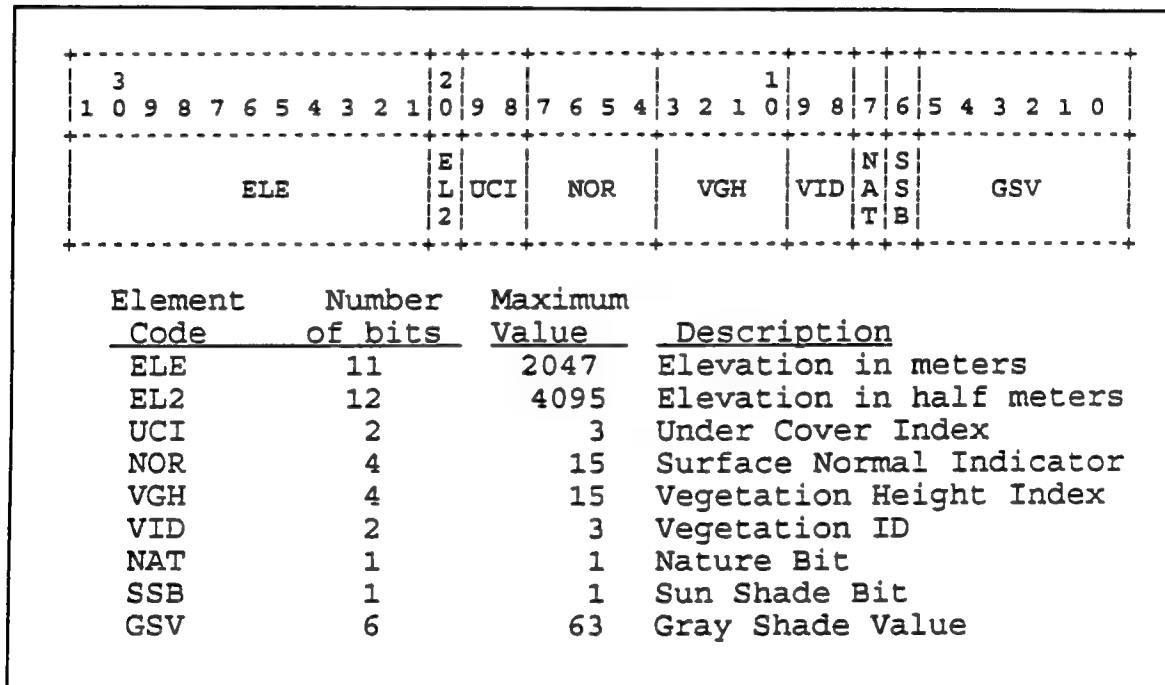 3 2 1
1 0 9 8 7 6 5 4 3 2 1 0 9 8 7 6 5 4 3 2 1 0 9 8 7 6 5 4 3 2 1 0
E N S
ELE L UCI NOR VGH VID A S GSV
2 T B
Element Number Maximum
Code of bits Value Description
ELE 11 2047 Elevation in meters
EL2 12 4095 Elevation in half meters
UCI 2 3 Under Cover Index
NOR 4 15 Surface Normal Indicator
VGH 4 15 Vegetation Height Index
VID 2 3 Vegetation ID
NAT 1 1 Nature Bit
SSB 1 1 Sun Shade Bit
GSV 6 63 Gray Shade Value